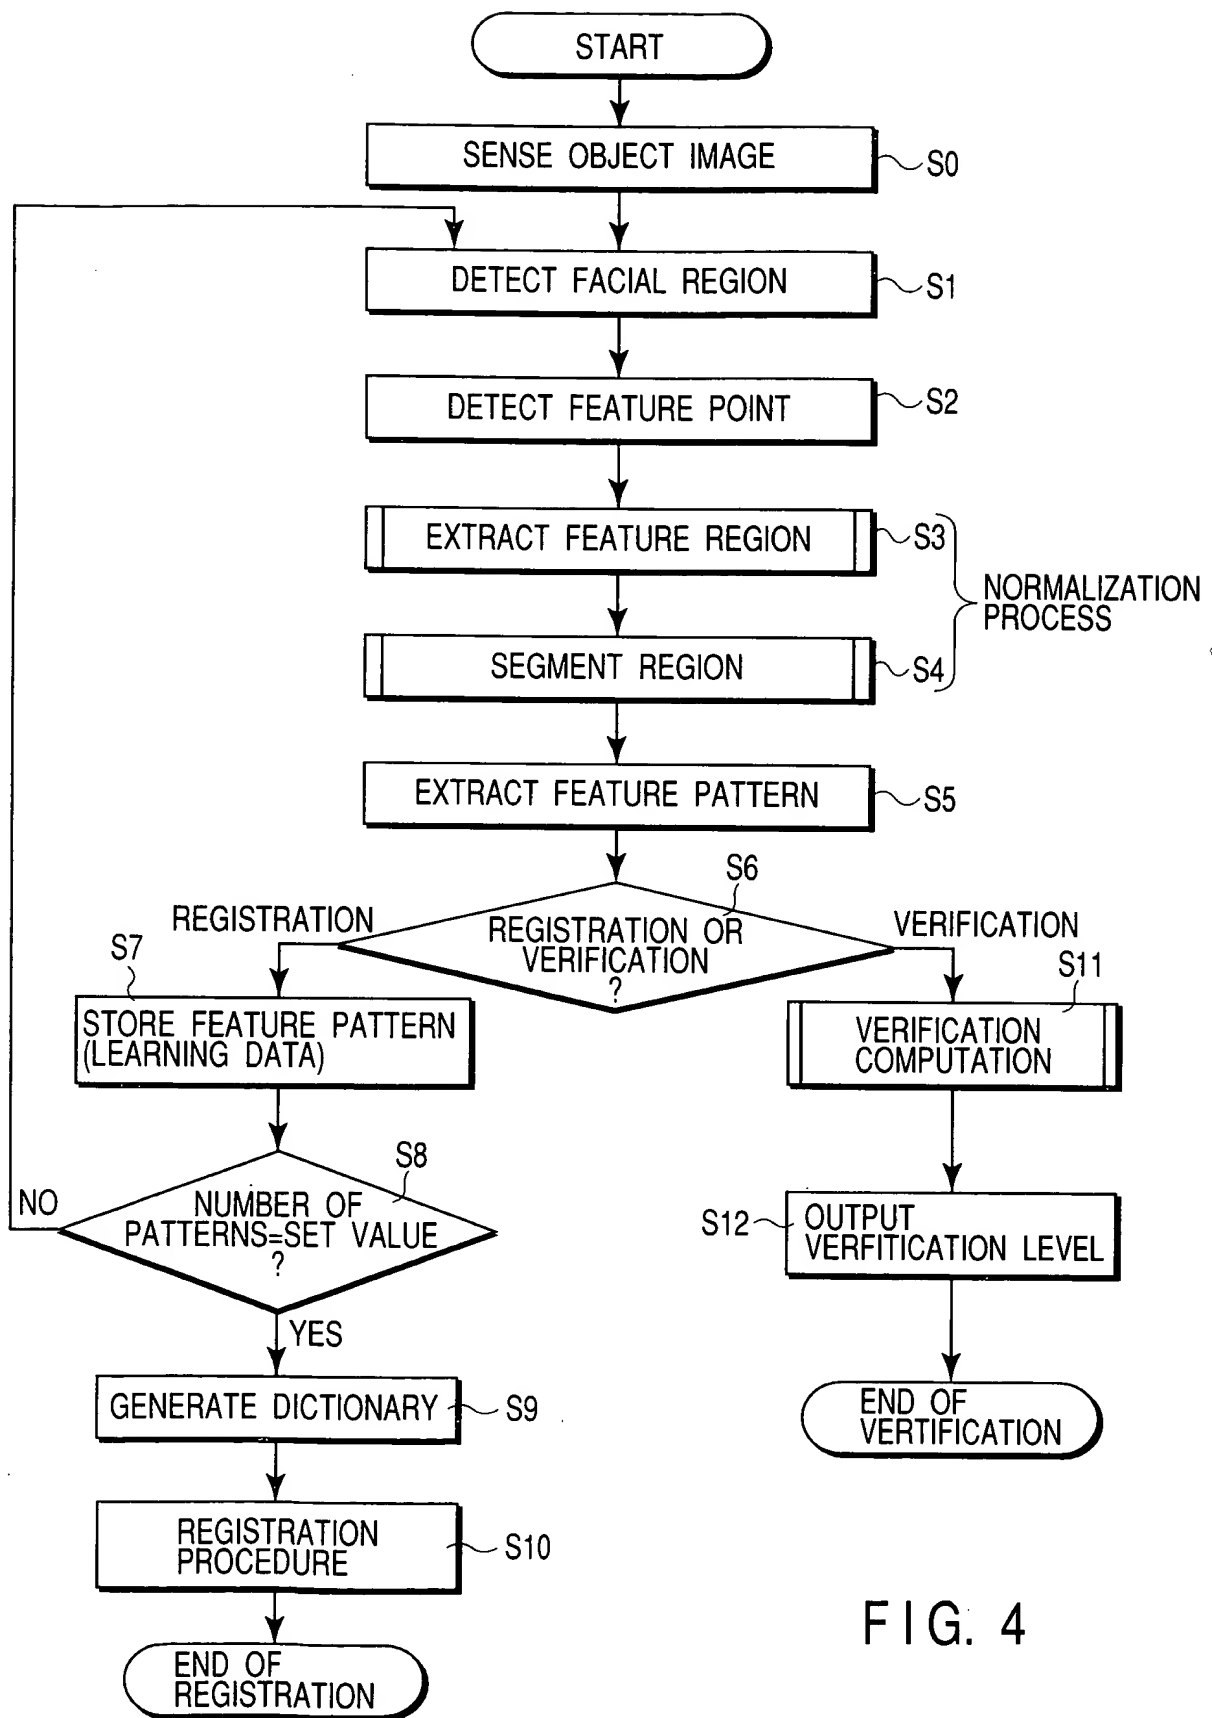 START
SENSE OBJECT IMAGE
S0
DETECT FACIAL REGION
S1
DETECT FEATURE POINT
S2
EXTRACT FEATURE REGION
S3
NORMALIZATION
PROCESS
SEGMENT REGION
S4
EXTRACT FEATURE PATTERN
S5
S6
REGISTRATION
REGISTRATION OR
VERIFICATION
?
VERIFICATION
S7
STORE FEATURE PATTERN
(LEARNING DATA)
S11
VERIFICATION
COMPUTATION
S8
NO
NUMBER OF
PATTERNS=SET VALUE
?
YES
S12
OUTPUT
VERFITICATION LEVEL
GENERATE DICTIONARY
S9
END OF
VERTIFICATION
REGISTRATION
PROCEDURE
S10
END OF
REGISTRATION
FIG. 4